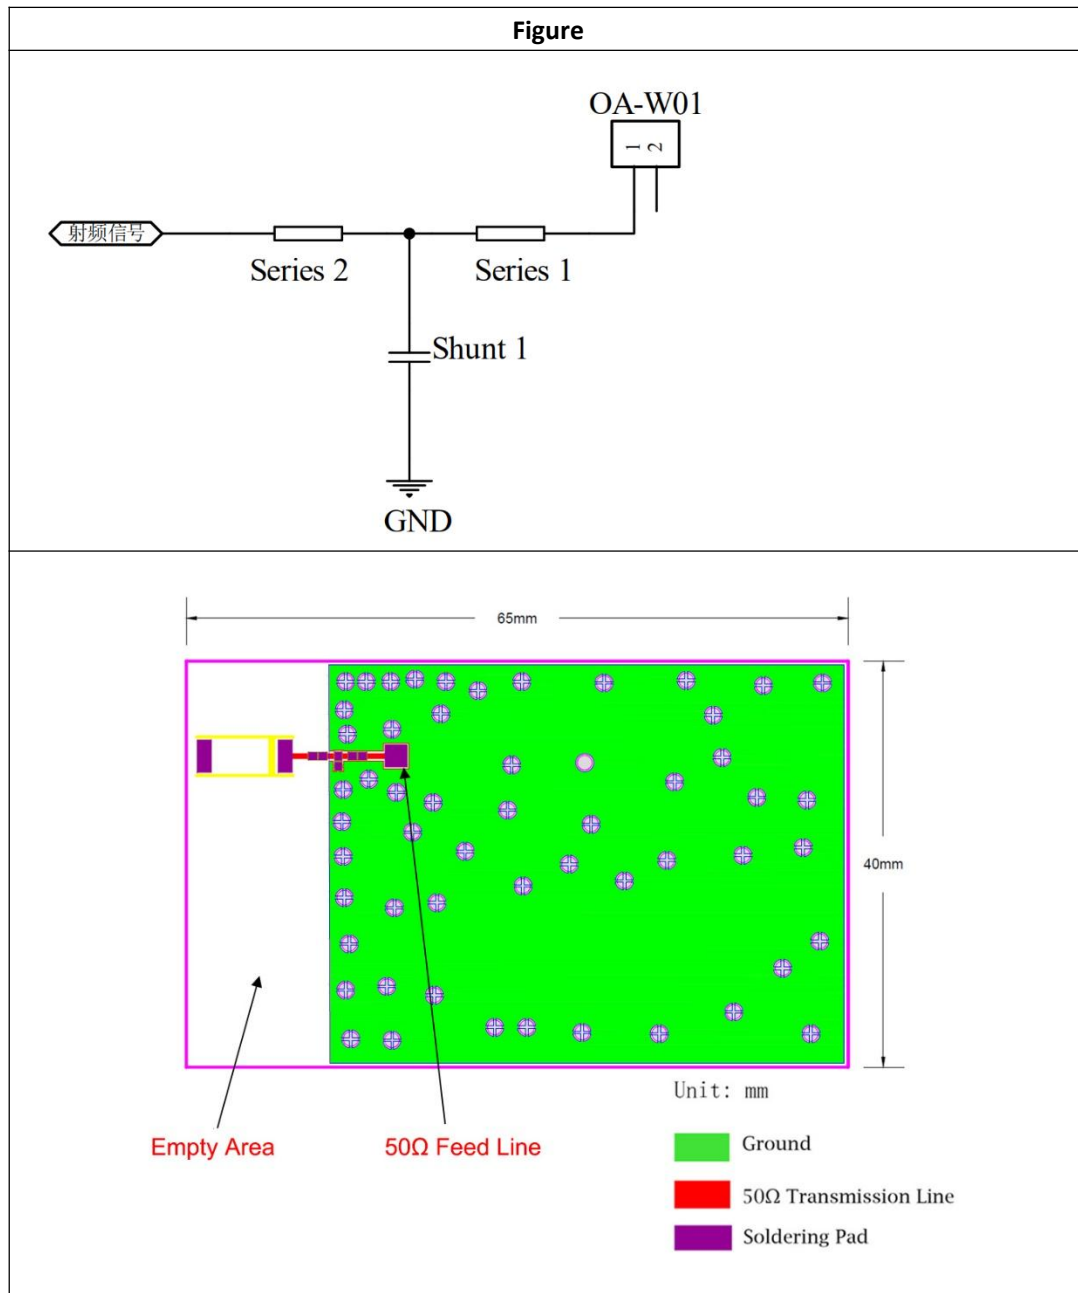 Figure
OA-W01
1
2
射频信号
Series 2
Series 1
Shunt 1
GND
65mm
40mm
Unit: mm
Empty Area
50Ω Feed Line
Ground
50Ω Transmission Line
Soldering Pad